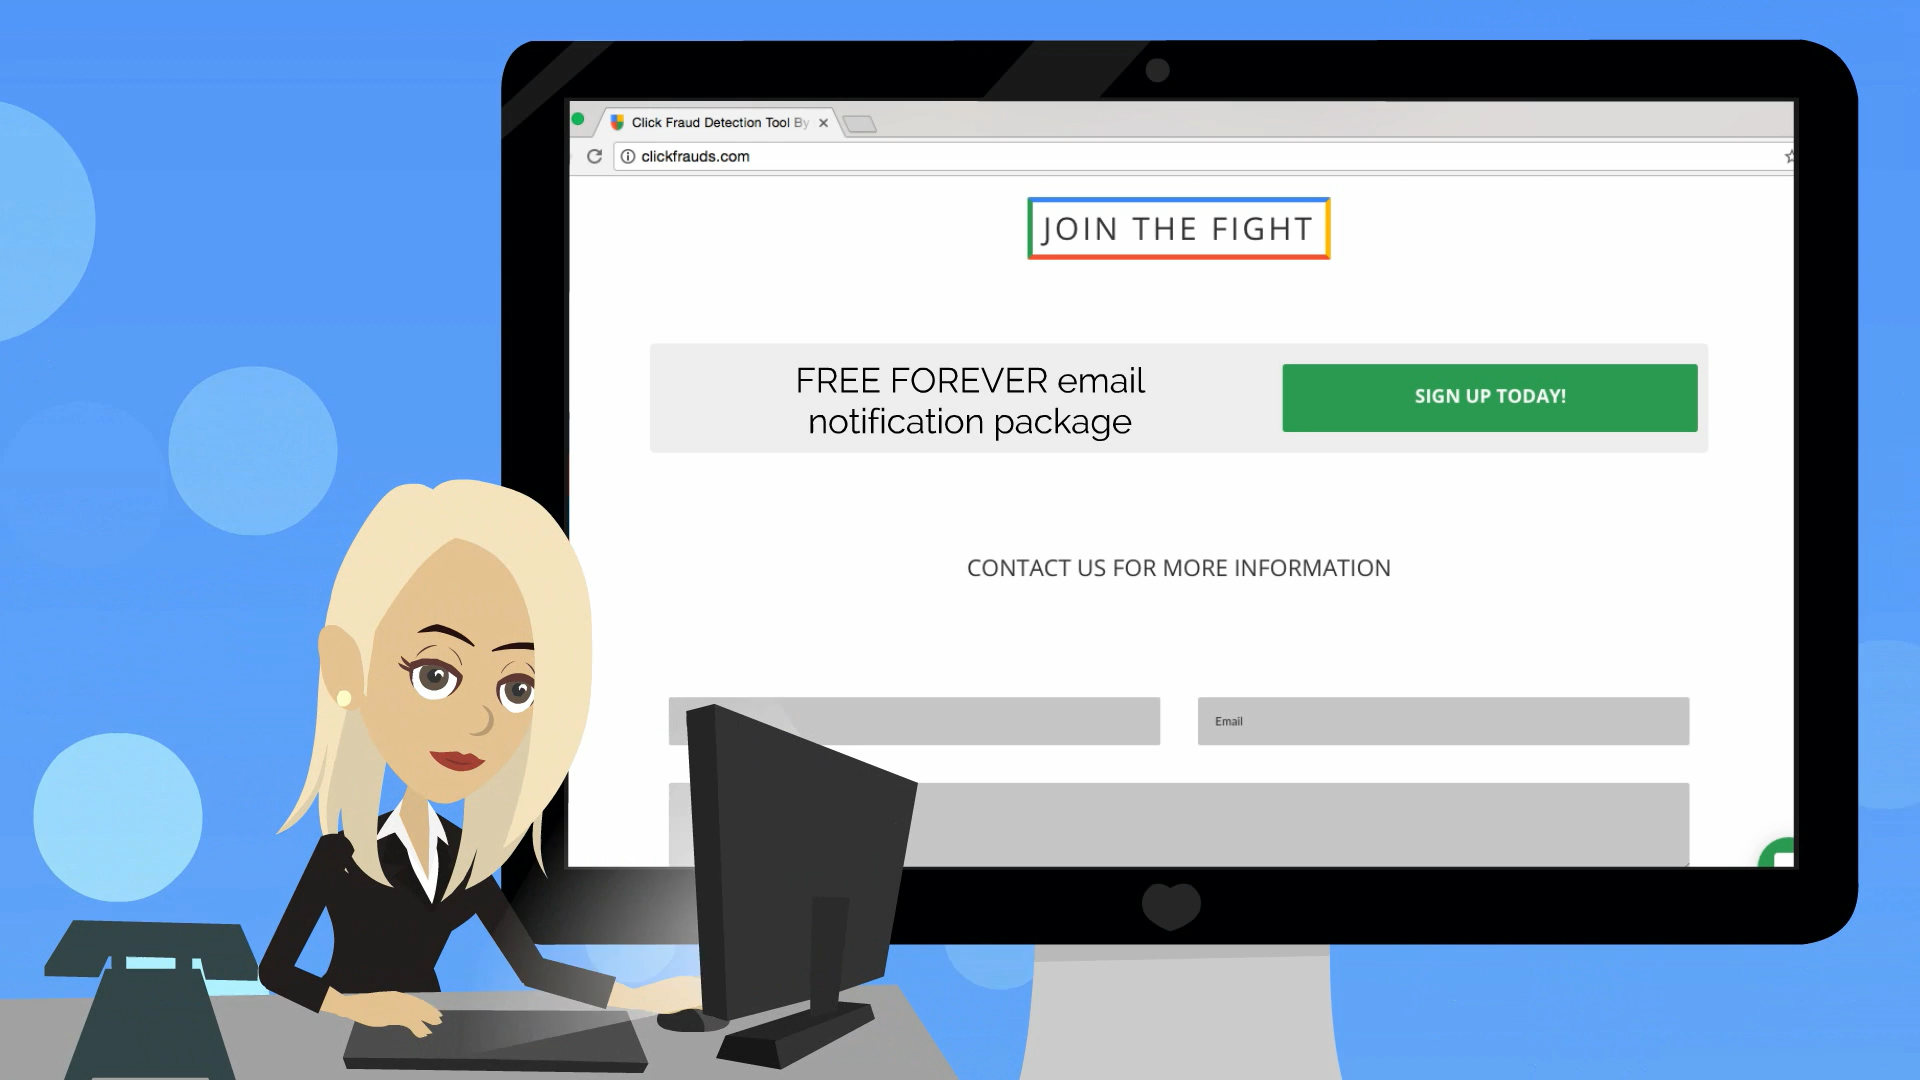 Click Fraud Detection Tool By
clickfrauds.com
JOIN THE FIGHT
FREE FOREVER email
notification package
SIGN UP TODAY!
CONTACT US FOR MORE INFORMATION
Email